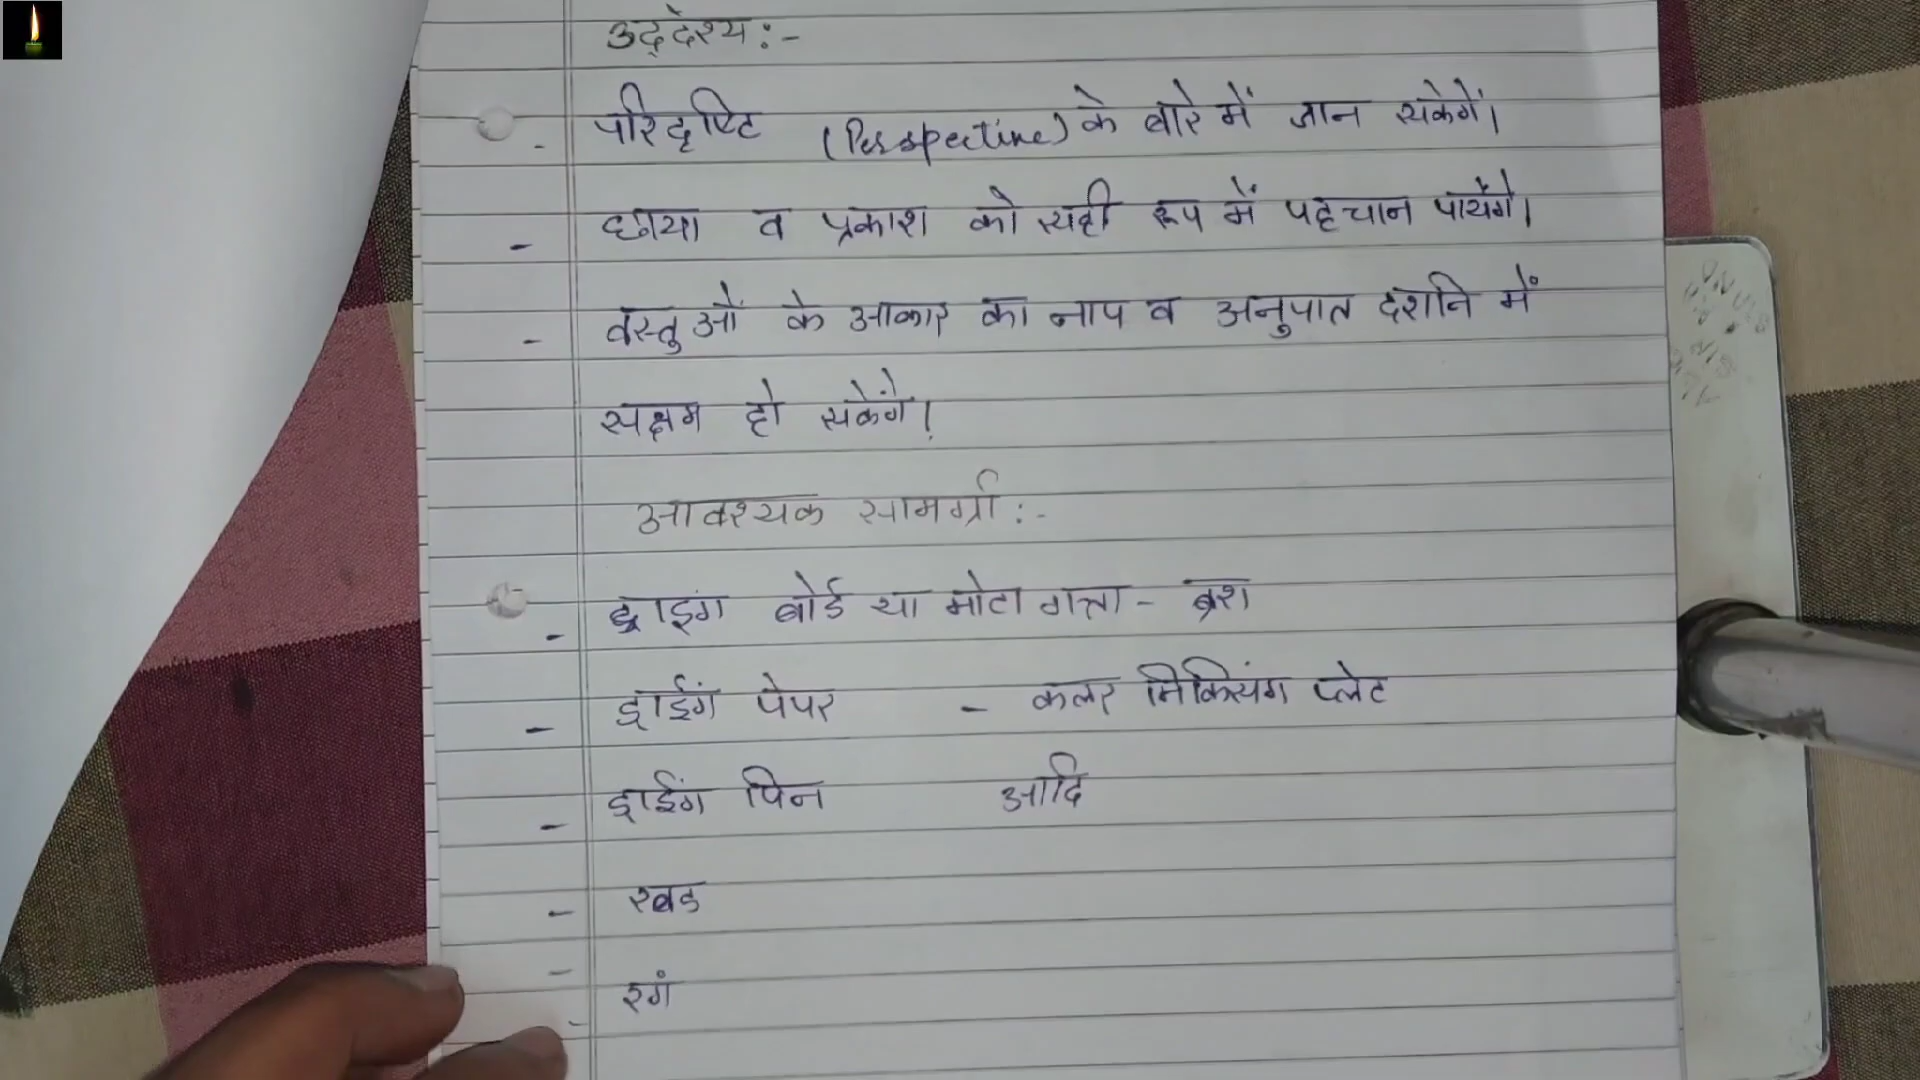 उद्देश्य:-
- परिदृष्टि (Perspective) के बारे में जान सकेगें।
- छाया व प्रकाश को सही रूप में पहचान पायेंगे।
- वस्तुओं के आकार का नाप व अनुपात दर्शाने में
सक्षम हो सकेंगे।
आवश्यक सामग्री:-
- ड्राइंग बोर्ड या मोटा गत्ता - ब्रश
- ड्राईंग पेपर - कलर मिक्सिंग प्लेट
- ड्राईंग पिन आदि
- रबड
- रंग